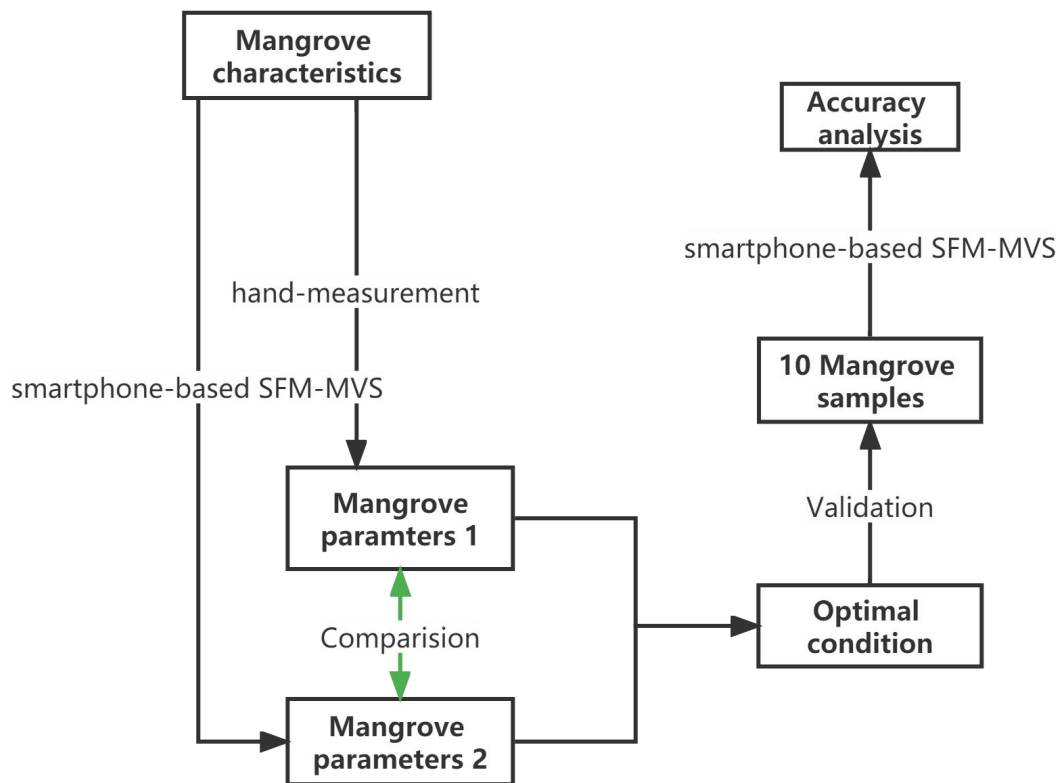 Mangrove
characteristics
Accuracy
analysis
smartphone-based SFM-MVS
hand-measurement
10 Mangrove
samples
smartphone-based SFM-MVS
Mangrove
paramters 1
Validation
Comparision
Optimal
condition
Mangrove
parameters 2